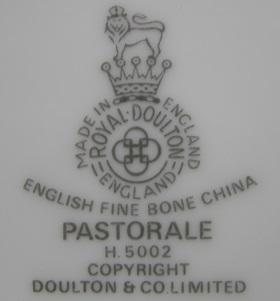 MADE IN ENGLAND
ROYAL · DOULTON
ENGLAND
ENGLISH FINE BONE CHINA
PASTORALE
H. 5002
COPYRIGHT
DOULTON & CO. LIMITED